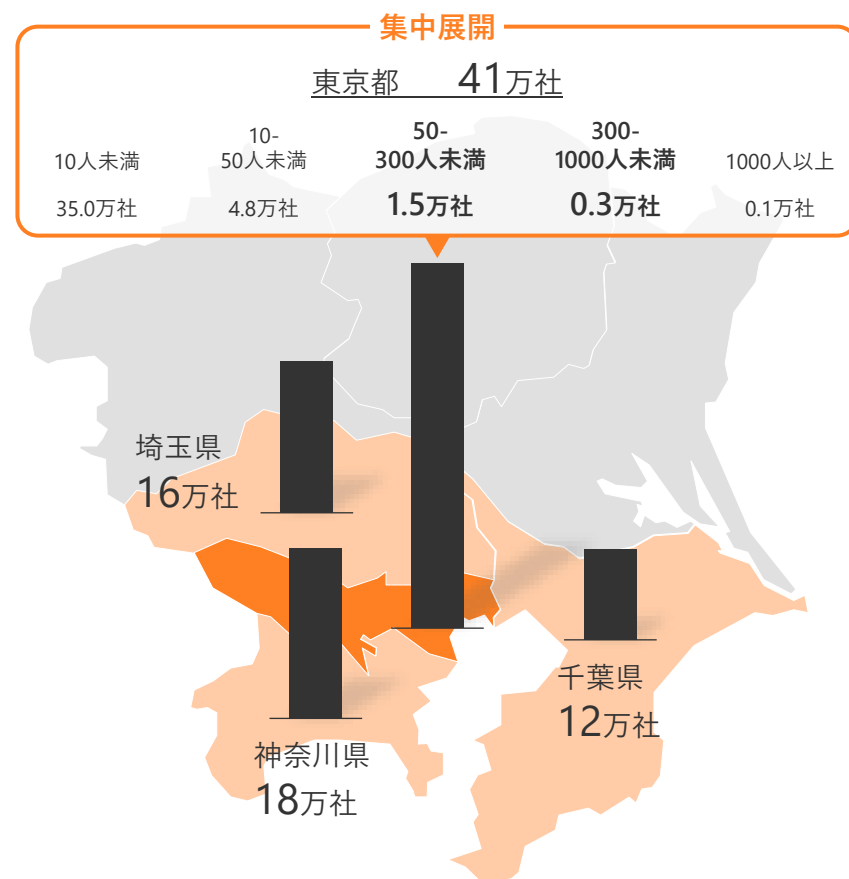 集中展開
東京都 41万社
10人未満
10-
50人未満
50-
300人未満
300-
1000人未満
1000人以上
35.0万社
4.8万社
1.5万社
0.3万社
0.1万社
埼玉県
16万社
千葉県
12万社
神奈川県
18万社